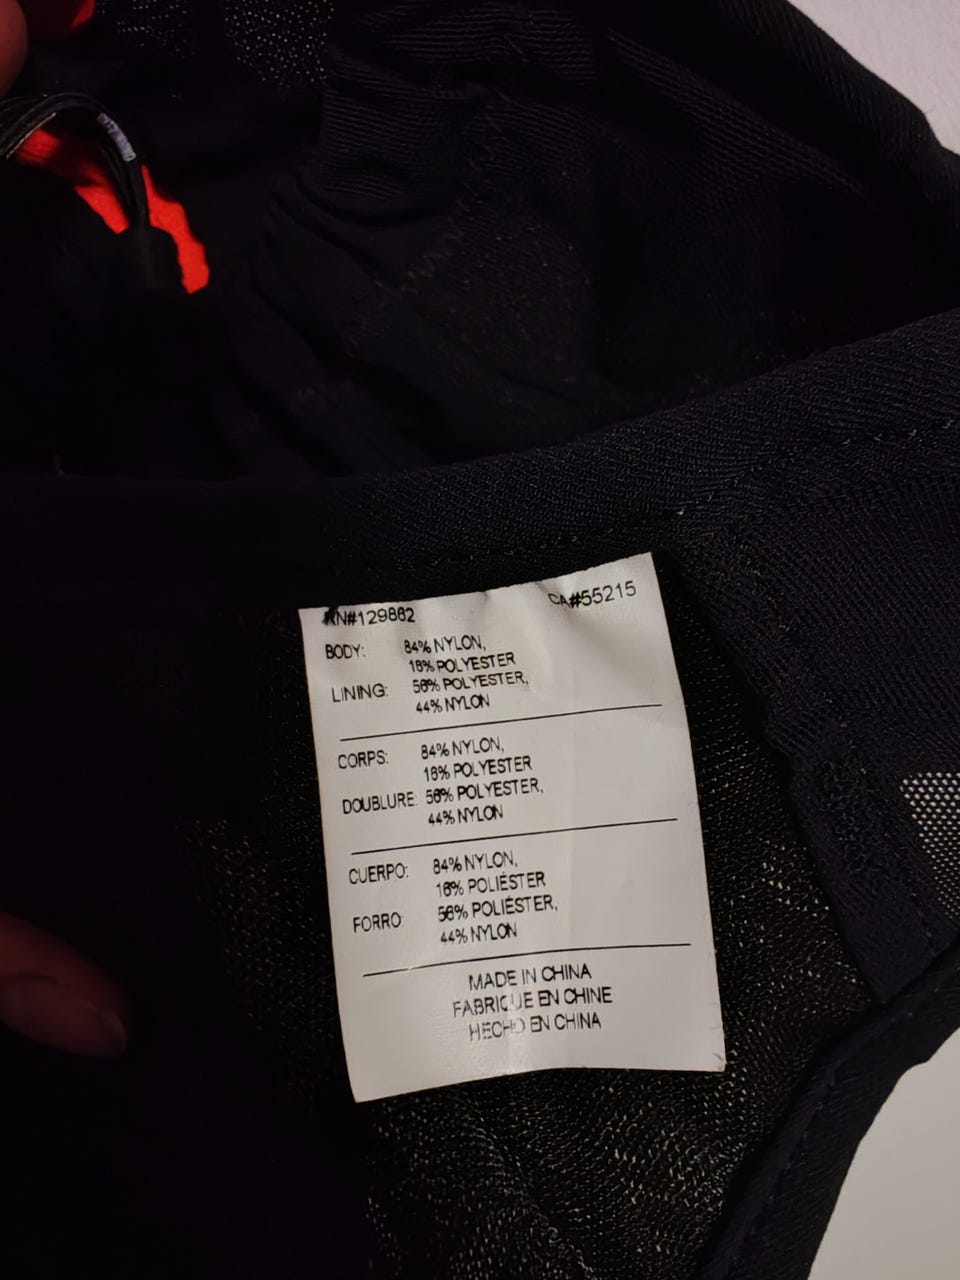 RN#129862 CA#55215
BODY: 84% NYLON,
16% POLYESTER
LINING: 56% POLYESTER,
44% NYLON
CORPS: 84% NYLON,
16% POLYESTER
DOUBLURE: 56% POLYESTER,
44% NYLON
CUERPO: 84% NYLON,
16% POLIÉSTER
FORRO 56% POLIÉSTER,
44% NYLON
MADE IN CHINA
FABRIQUE EN CHINE
HECHO EN CHINA